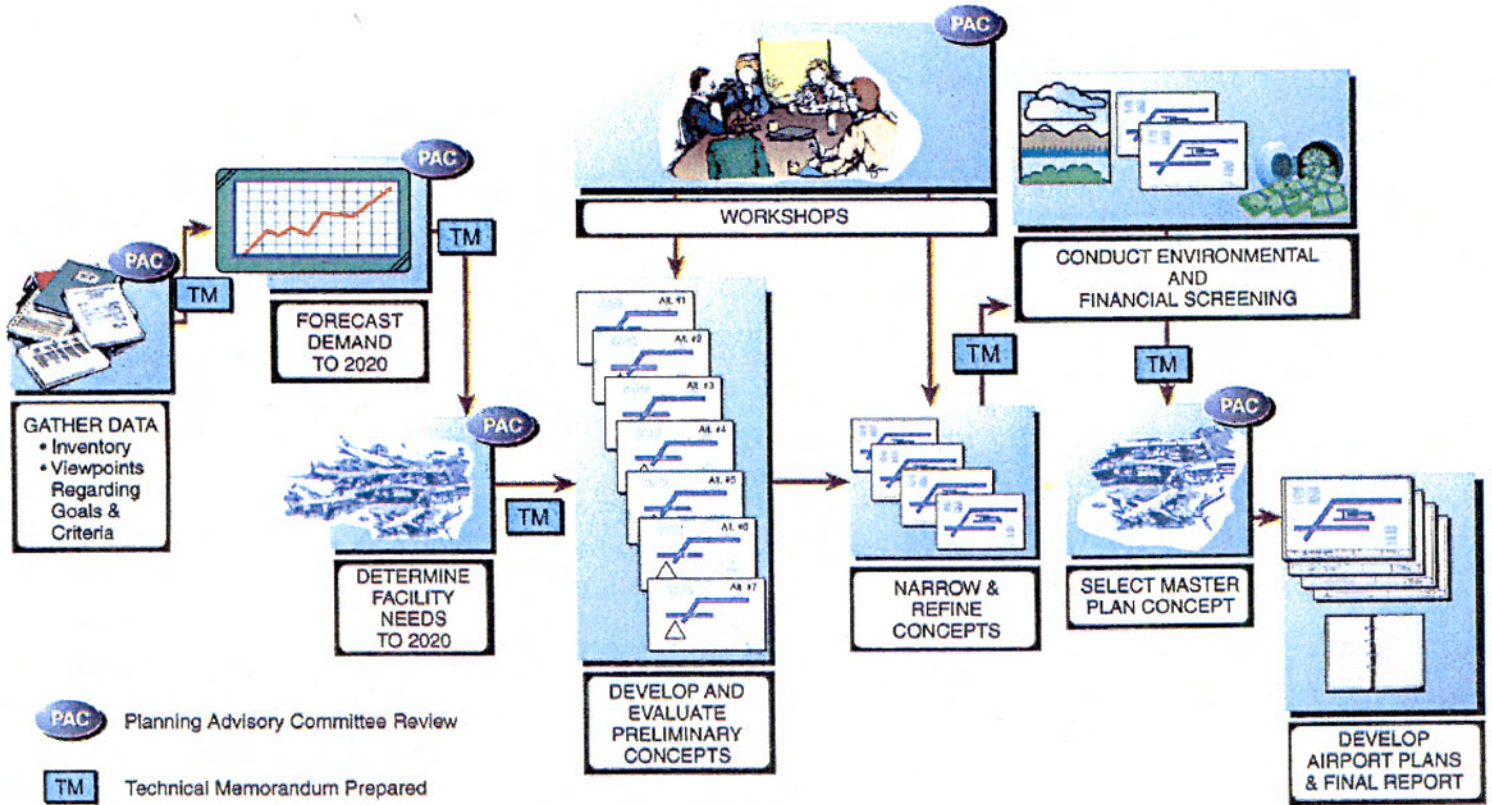 PAC
WORKSHOPS
PAC
TM
FORECAST
DEMAND
TO 2020
PAC
TM
GATHER DATA
• Inventory
• Viewpoints
Regarding
Goals &
Criteria
PAC
DETERMINE
FACILITY
NEEDS
TO 2020
TM
Alt. #1
Alt. #2
Alt. #3
Alt. #4
Alt. #5
Alt. #6
Alt. #7
DEVELOP AND
EVALUATE
PRELIMINARY
CONCEPTS
NARROW &
REFINE
CONCEPTS
TM
CONDUCT ENVIRONMENTAL
AND
FINANCIAL SCREENING
TM
PAC
SELECT MASTER
PLAN CONCEPT
DEVELOP
AIRPORT PLANS
& FINAL REPORT
PAC Planning Advisory Committee Review
TM Technical Memorandum Prepared